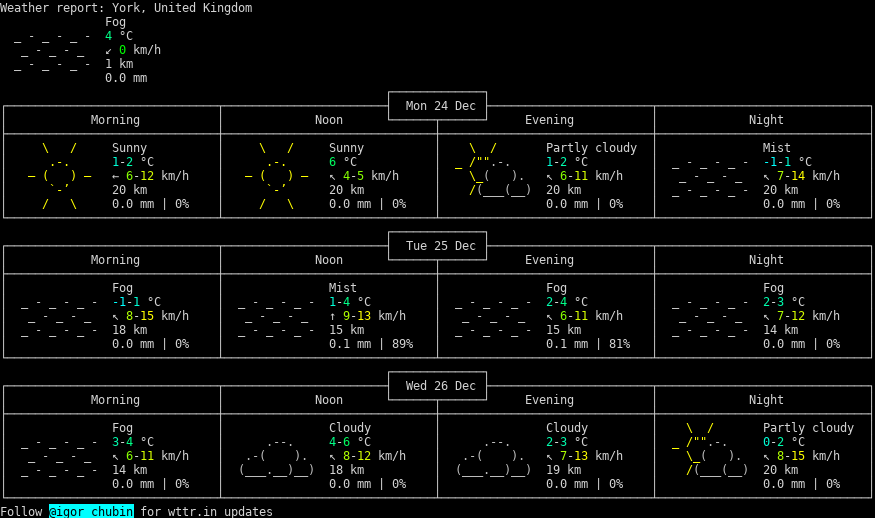 Weather report: York, United Kingdom
Fog
4 °C
↙ 0 km/h
1 km
0.0 mm
Mon 24 Dec
Morning Noon Evening Night
Sunny Sunny Partly cloudy Mist
1-2 °C 6 °C 1-2 °C -1-1 °C
← 6-12 km/h ↖ 4-5 km/h ↖ 6-11 km/h ↖ 7-14 km/h
20 km 20 km 20 km 20 km
0.0 mm | 0% 0.0 mm | 0% 0.0 mm | 0% 0.0 mm | 0%
Tue 25 Dec
Morning Noon Evening Night
Fog Mist Fog Fog
-1-1 °C 1-4 °C 2-4 °C 2-3 °C
↖ 8-15 km/h ↑ 9-13 km/h ↖ 6-11 km/h ↖ 7-12 km/h
18 km 15 km 15 km 14 km
0.0 mm | 0% 0.1 mm | 89% 0.1 mm | 81% 0.0 mm | 0%
Wed 26 Dec
Morning Noon Evening Night
Fog Cloudy Cloudy Partly cloudy
3-4 °C 4-6 °C 2-3 °C 0-2 °C
↖ 6-11 km/h ↖ 8-12 km/h ↖ 7-13 km/h ↖ 8-15 km/h
14 km 18 km 19 km 20 km
0.0 mm | 0% 0.0 mm | 0% 0.0 mm | 0% 0.0 mm | 0%
Follow @igor_chubin for wttr.in updates